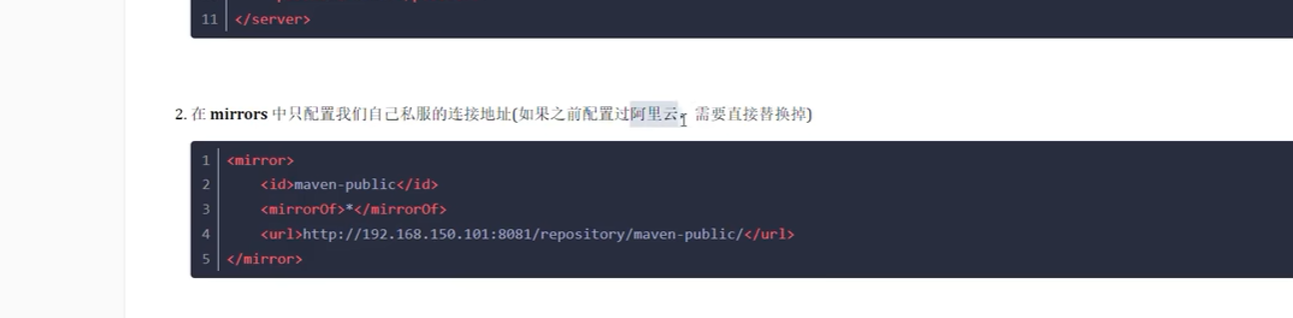 11 </server>
2. 在 mirrors 中只配置我们自己私服的连接地址(如果之前配置过阿里云, 需要直接替换掉)
1 <mirror>
2 <id>maven-public</id>
3 <mirrorOf>*</mirrorOf>
4 <url>http://192.168.150.101:8081/repository/maven-public/</url>
5 </mirror>